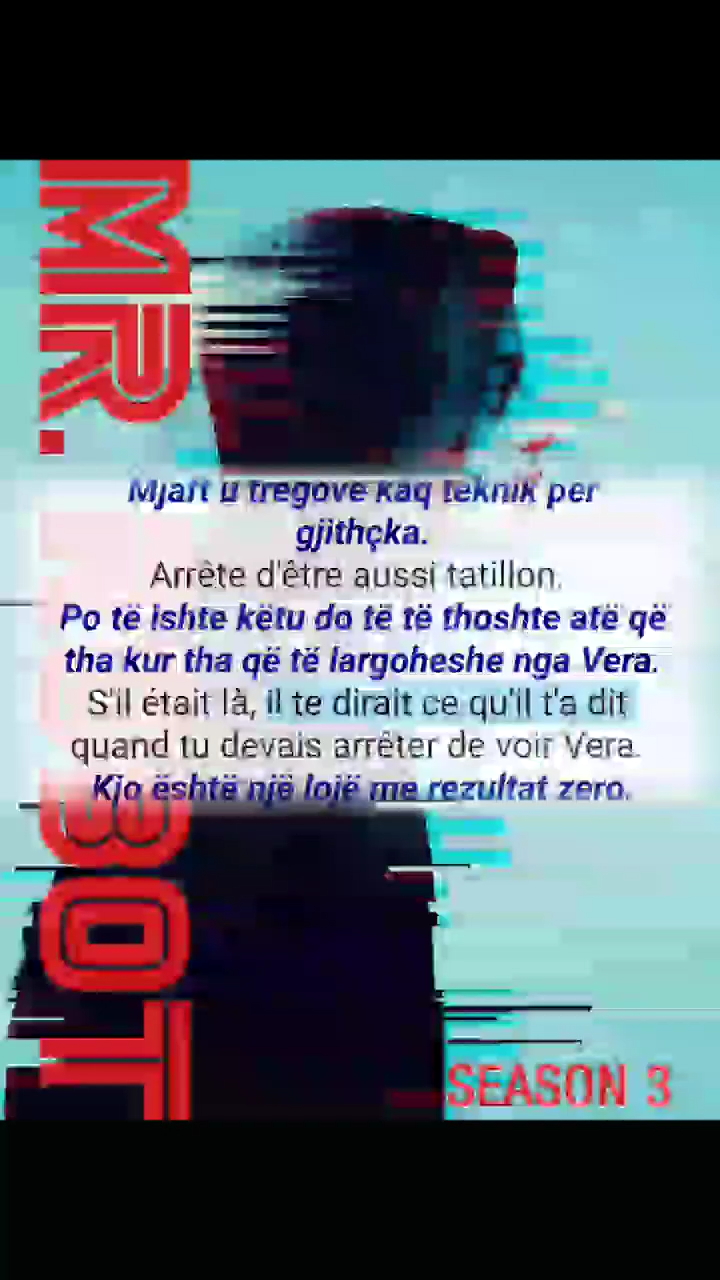 MR. ROBOT
Mjaft u tregove kaq teknik për
gjithçka.
Arrête d'être aussi tatillon.
Po të ishte këtu do të të thoshte atë që
tha kur tha që të largoheshe nga Vera.
S'il était là, il te dirait ce qu'il t'a dit
quand tu devais arrêter de voir Vera.
Kjo është një lojë me rezultat zero.
SEASON 3